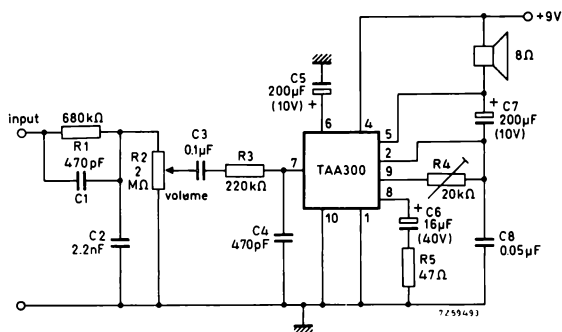 +9V
8Ω
C5
200μF
(10V)
+
+
C7
200μF
(10V)
input
680kΩ
R1
470pF
C1
R2
2
MΩ
volume
C3
0.1μF
R3
220kΩ
6
4
5
7
TAA300
2
9
8
10
1
R4
20kΩ
+
C6
16μF
(40V)
C2
2.2nF
C4
470pF
R5
47Ω
C8
0.05μF
7Z59493